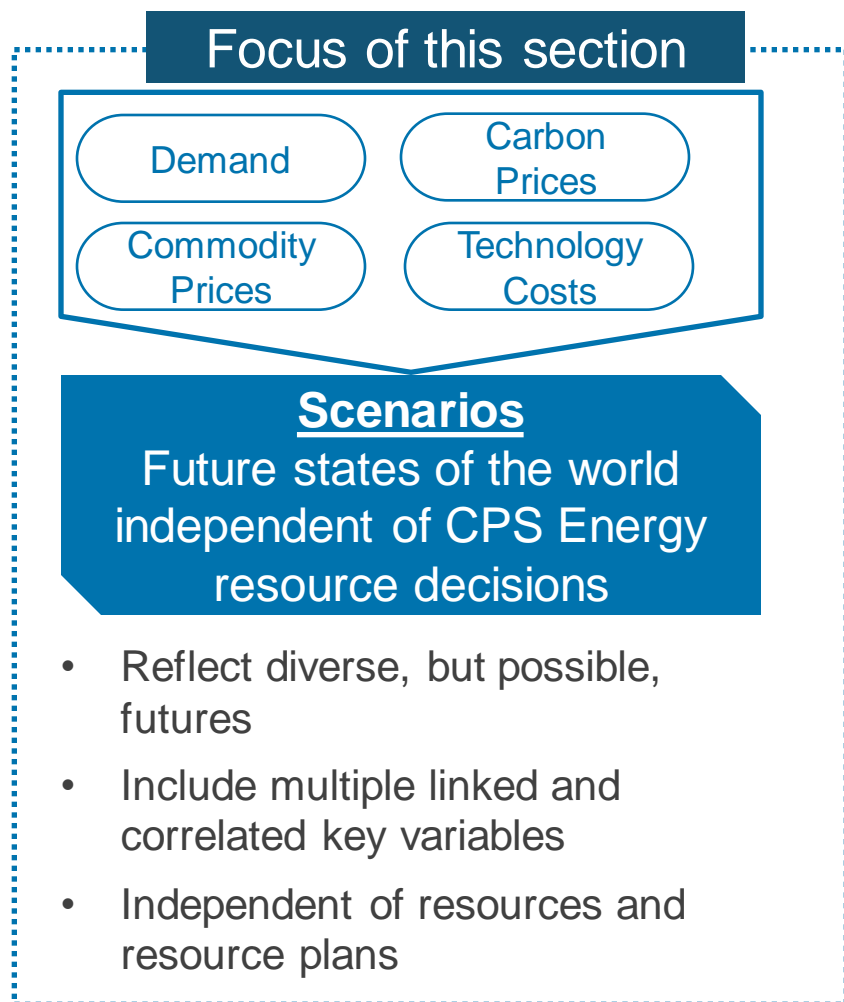 Focus of this section
Demand
Carbon
Prices
Commodity
Prices
Technology
Costs
Scenarios
Future states of the world
independent of CPS Energy
resource decisions
• Reflect diverse, but possible,
futures
• Include multiple linked and
correlated key variables
• Independent of resources and
resource plans